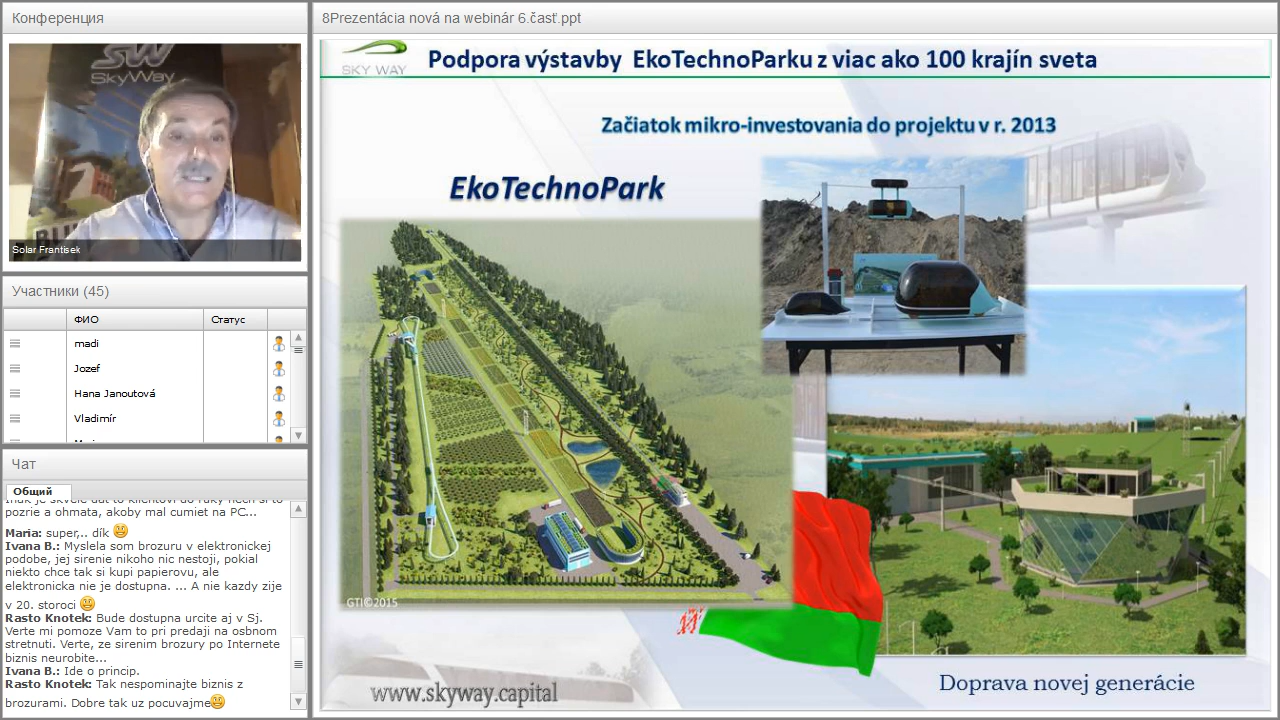 Конференция
SW
SkyWay
Solar Frantisek
Участники (45)
ФИО
Статус
madi
Jozef
Hana Janoutová
Vladimír
Чат
Общий
pozrie a ohmata, akoby mal cumiet na PC...
Maria: super,.. dík
Ivana B.: Myslela som brozuru v elektronickej
podobe, jej sirenie nikoho nic nestoji, pokial
niekto chce tak si kupi papierovu, ale
elektronicka nie je dostupna. ... A nie kazdy zije
v 20. storoci
Rasto Knotek: Bude dostupna urcite aj v Sj.
Verte mi pomoze Vam to pri predaji na osbnom
stretnuti. Verte, ze sirenim brozury po Internete
biznis neurobite...
Ivana B.: Ide o princip.
Rasto Knotek: Tak nespominajte biznis z
brozurami. Dobre tak uz pocuvajme
8Prezentácia nová na webinár 6.časť.ppt
SKY WAY
Podpora výstavby EkoTechnoParku z viac ako 100 krajín sveta
Začiatok mikro-investovania do projektu v r. 2013
EkoTechnoPark
GTI©2015
www.skyway.capital
Doprava novej generácie